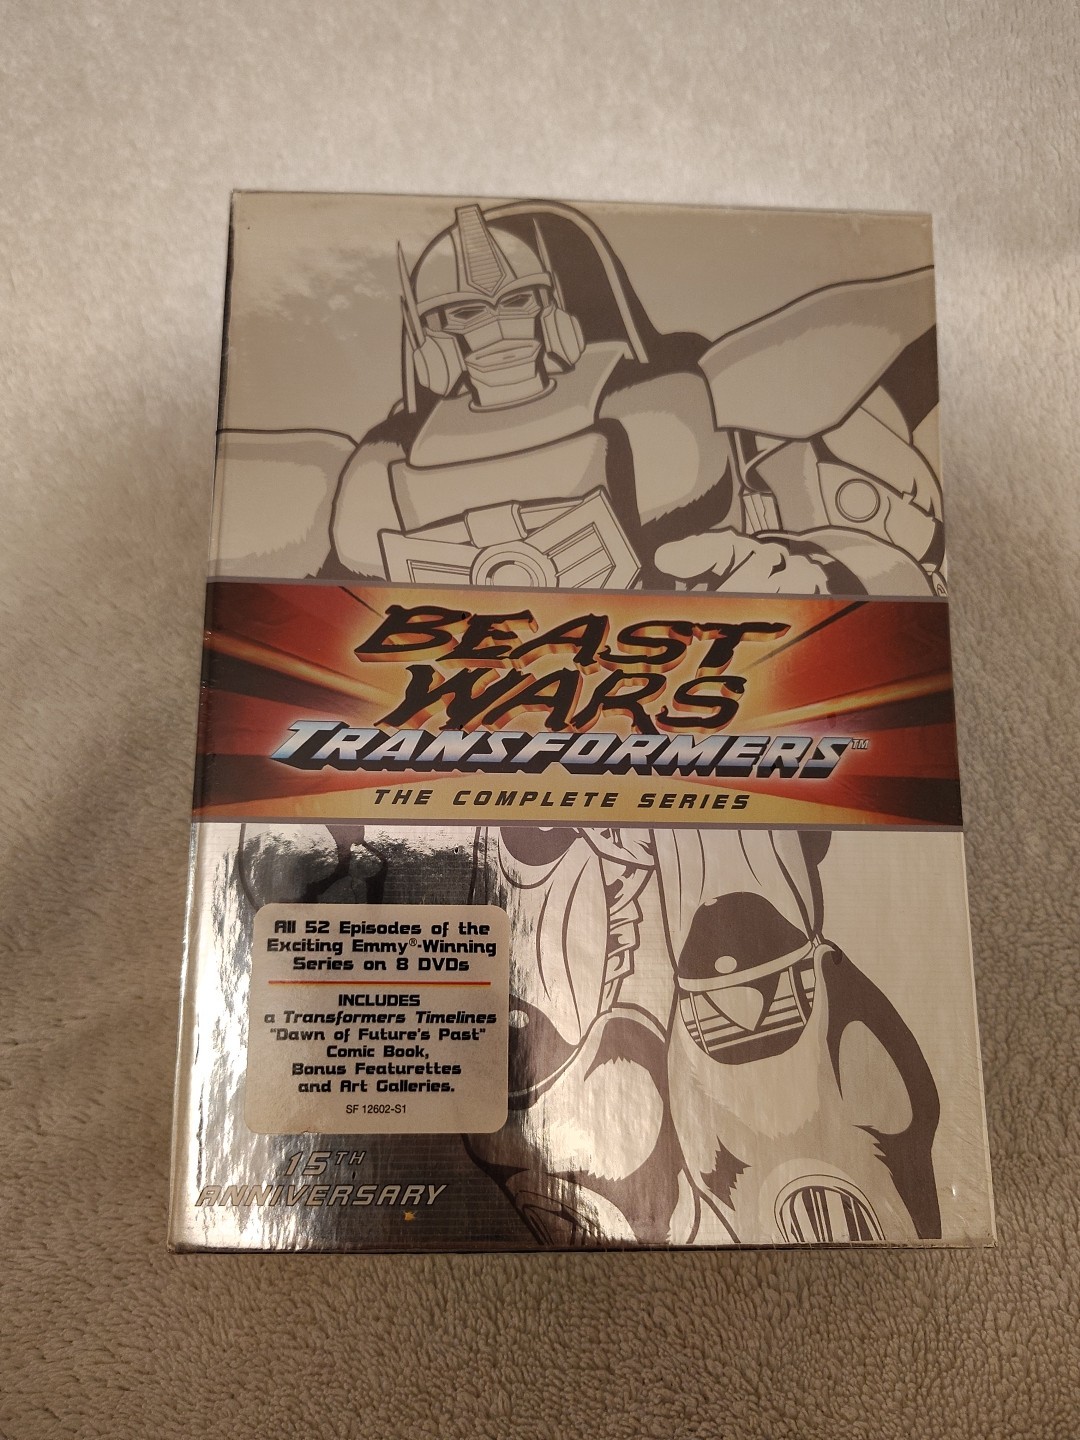 BEAST
WARS
TRANSFORMERS™
THE COMPLETE SERIES
All 52 Episodes of the
Exciting Emmy®-Winning
Series on 8 DVDs
INCLUDES
a Transformers Timelines
"Dawn of Future's Past"
Comic Book,
Bonus Featurettes
and Art Galleries.
SF 12602-S1
15TH
ANNIVERSARY